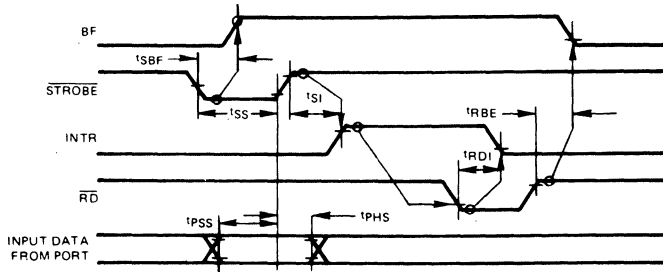 BF
tSBF
STROBE
tSS
tSI
tRBE
INTR
tRDI
RD
tPSS
tPHS
INPUT DATA
FROM PORT